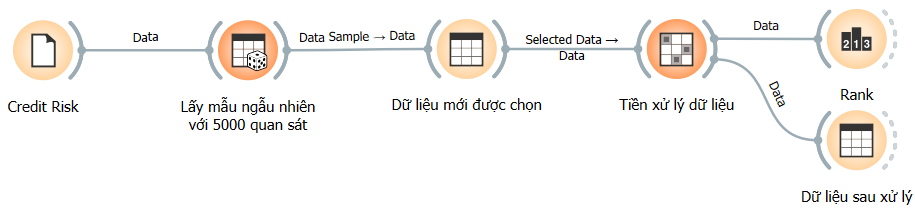 Data
Data Sample → Data
Selected Data →
Data
Data
Data
213
Credit Risk
Lấy mẫu ngẫu nhiên
với 5000 quan sát
Dữ liệu mới được chọn
Tiền xử lý dữ liệu
Rank
Dữ liệu sau xử lý